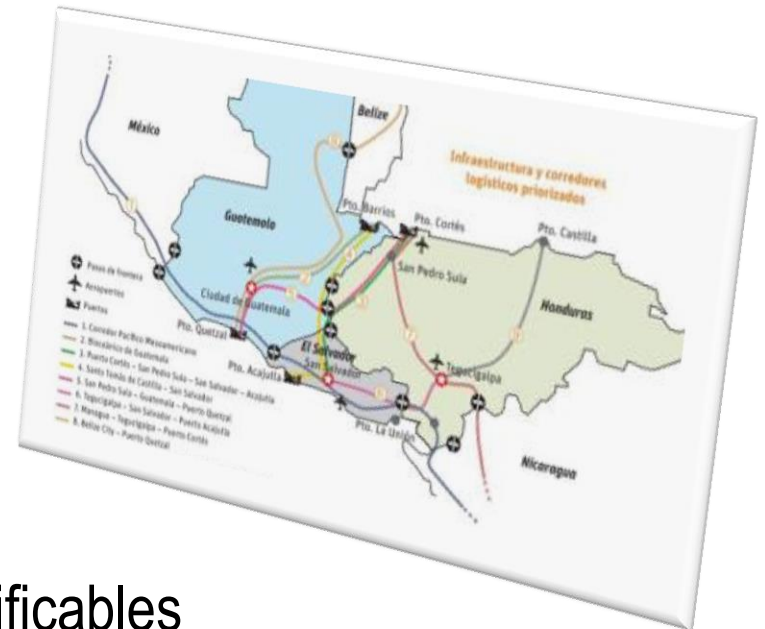 México
Belize
Infraestructura y corredores
logísticos priorizados
Guatemala
Pto. Barrios
Pto. Cortés
Pto. Castilla
San Pedro Sula
Honduras
Pasos de frontera
Aeropuertos
Puertos
Ciudad de Guatemala
Pto. Quetzal
El Salvador
San Salvador
Tegucigalpa
Pto. Acajutla
Pto. La Unión
Nicaragua
1. Corredor Pacífico Mesoamericano
2. Bioceánico de Guatemala
3. Puerto Cortés - San Pedro Sula - San Salvador - Acajutla
4. Santo Tomás de Castilla - San Salvador
5. San Pedro Sula - Guatemala - Puerto Quetzal
6. Tegucigalpa - San Salvador - Puerto Acajutla
7. Managua - Tegucigalpa - Puerto Cortés
8. Belize City - Puerto Quetzal
ificables